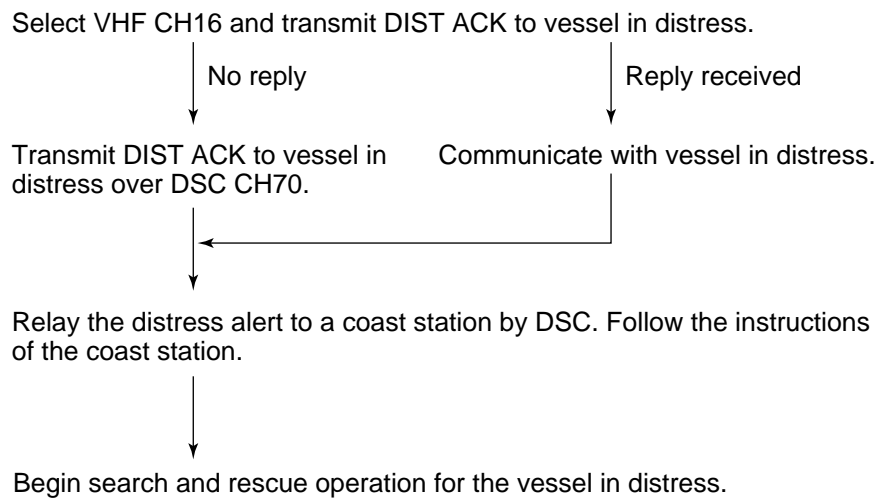 Select VHF CH16 and transmit DIST ACK to vessel in distress.
No reply
Reply received
Transmit DIST ACK to vessel in
distress over DSC CH70.
Communicate with vessel in distress.
Relay the distress alert to a coast station by DSC. Follow the instructions
of the coast station.
Begin search and rescue operation for the vessel in distress.